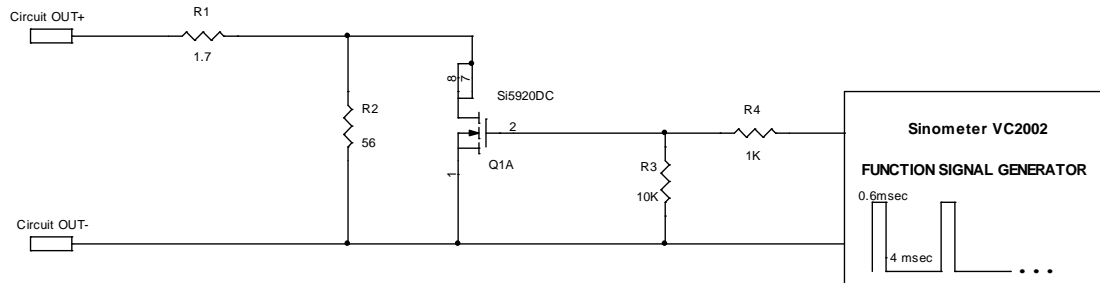 Circuit OUT+
R1
1.7
8
7
Si5920DC
R2
56
2
Q1A
1
R4
1K
R3
10K
Circuit OUT-
Sinometer VC2002
FUNCTION SIGNAL GENERATOR
0.6msec
4 msec